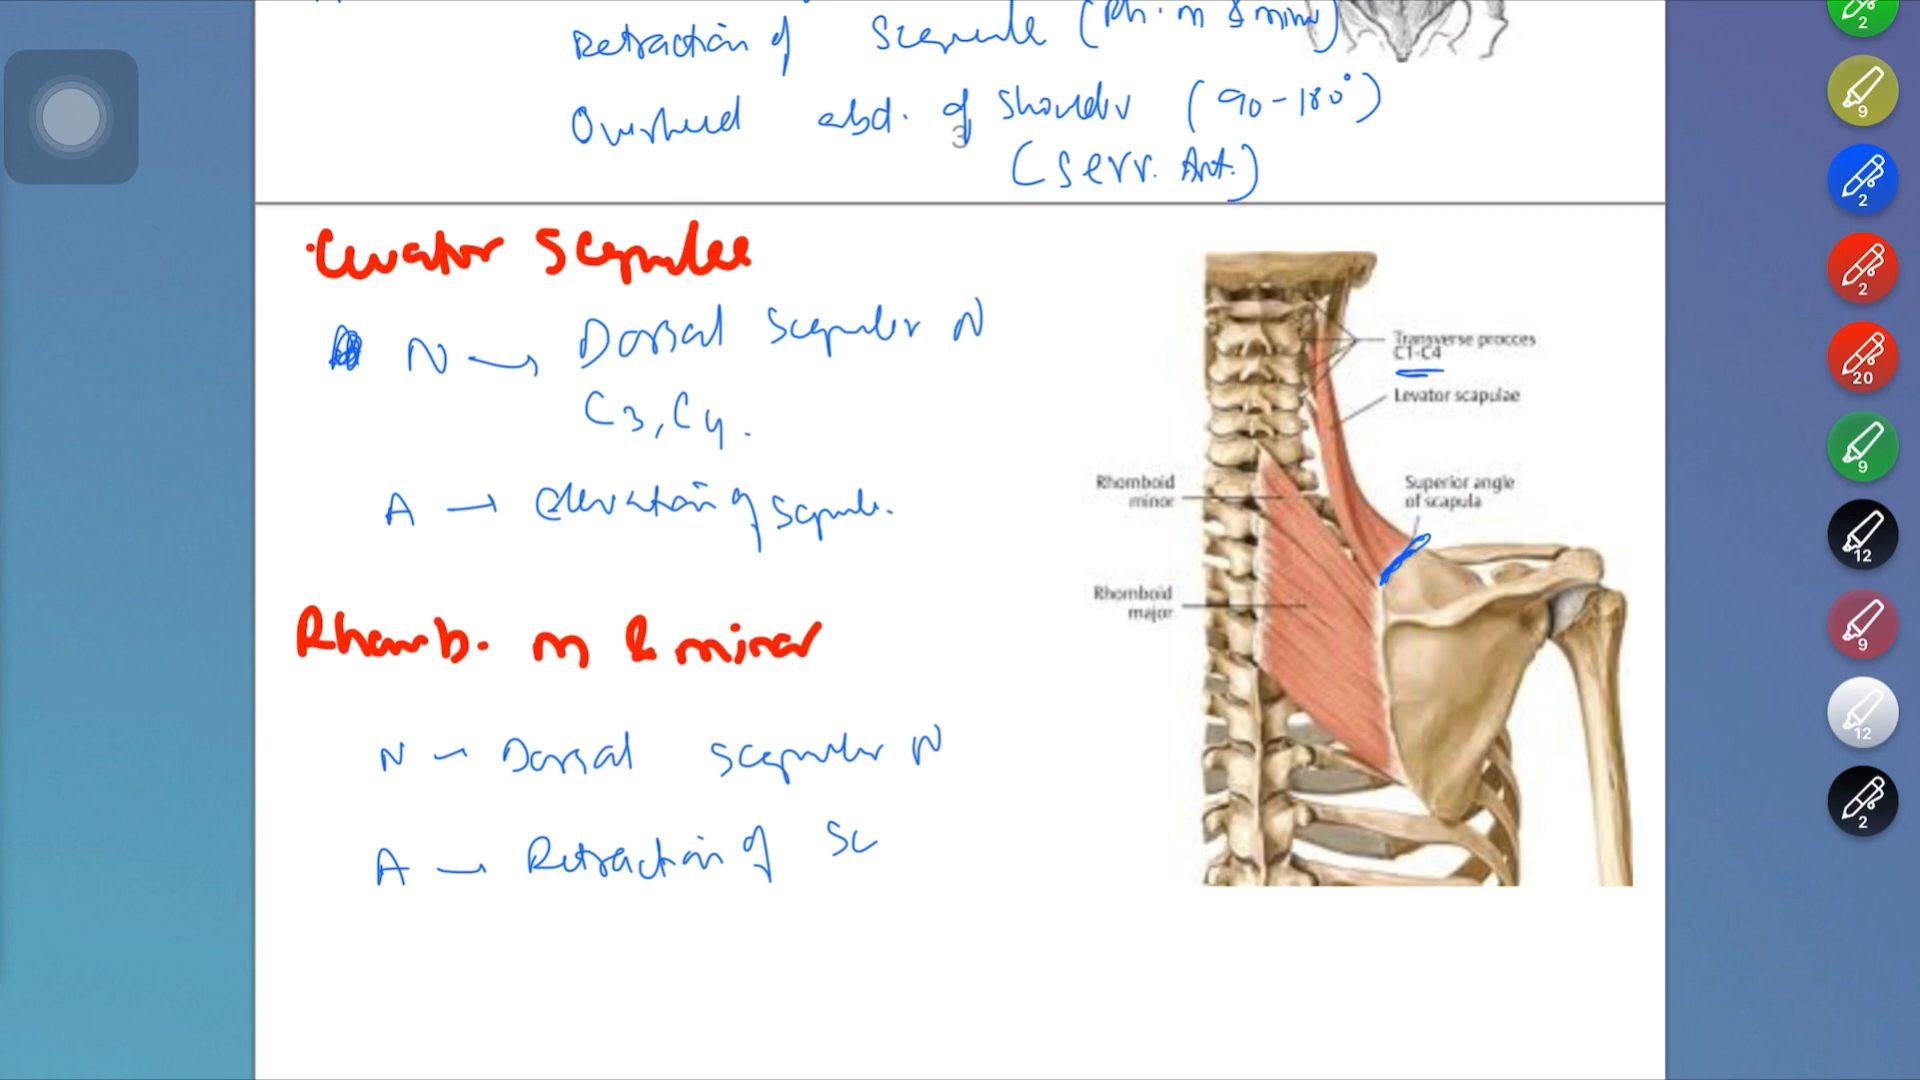 Retraction of Scapula (Rh. m & minor)
Overhead abd. of Shoulder (90-180°)
3
(Serr. Ant.)
Levator Scapulae
N → Dorsal Scapular N
C3, C4.
A → elevation of Scapula.
Rhomb. m & minor
N - Dorsal Scapular N
A - Retraction of Sc
Transverse procces
C1-C4
Levator scapulae
Rhomboid
minor
Superior angle
of scapula
Rhomboid
major
2
9
2
2
20
9
12
9
12
2